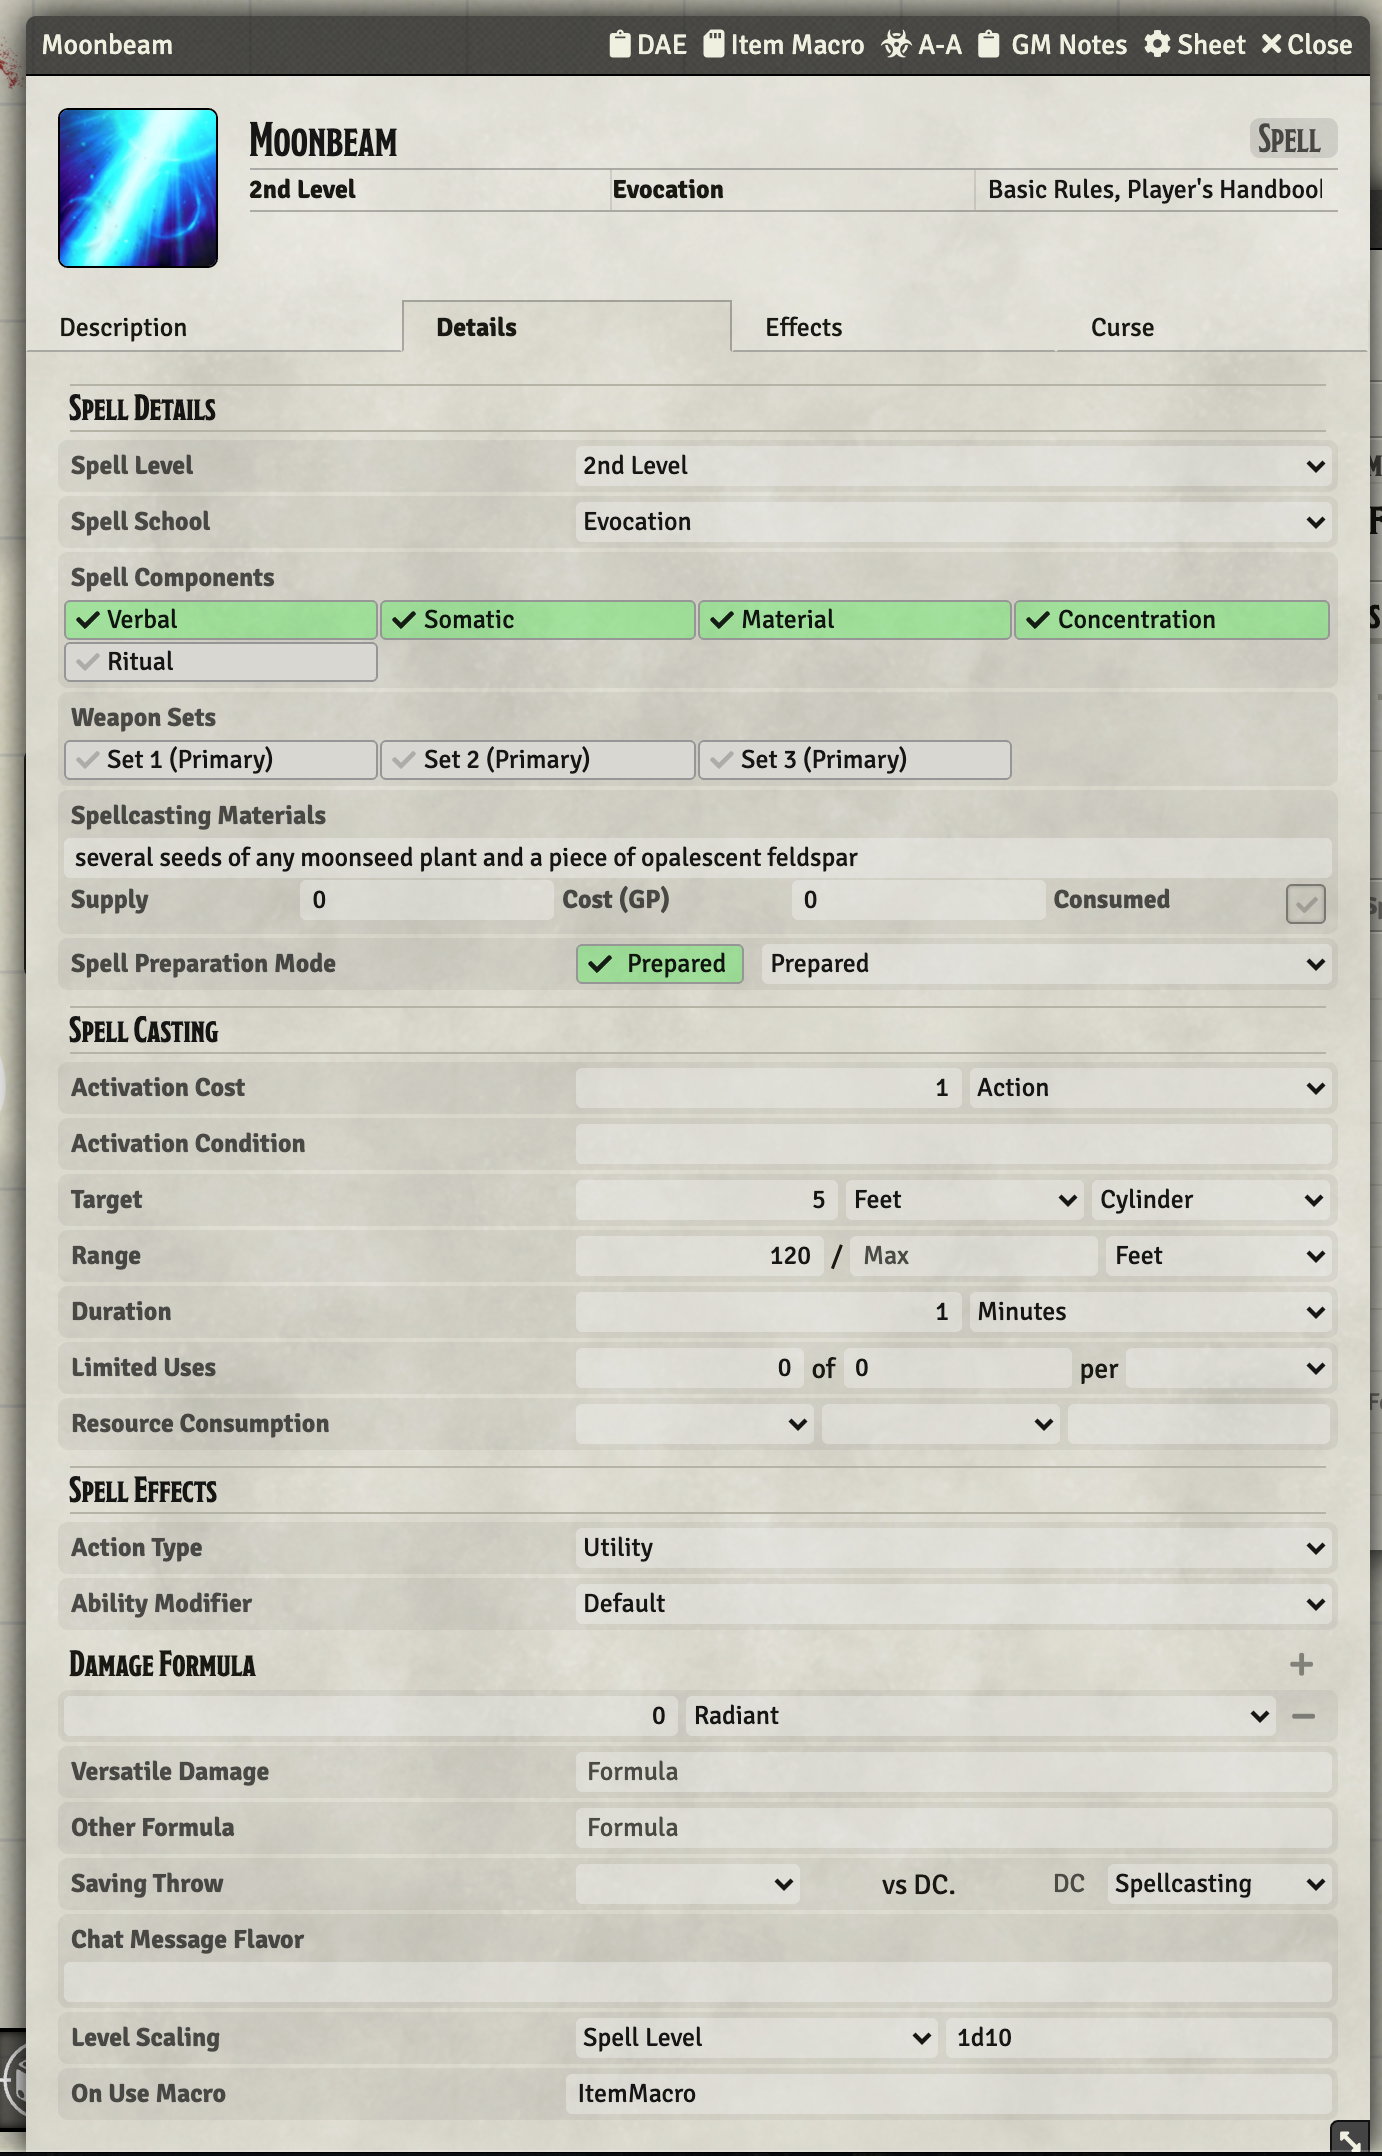 Moonbeam DAE Item Macro A-A GM Notes Sheet Close
Moonbeam Spell
2nd Level Evocation Basic Rules, Player's Handbook
Description Details Effects Curse
Spell Details
Spell Level 2nd Level
Spell School Evocation
Spell Components
Verbal Somatic Material Concentration
Ritual
Weapon Sets
Set 1 (Primary) Set 2 (Primary) Set 3 (Primary)
Spellcasting Materials
several seeds of any moonseed plant and a piece of opalescent feldspar
Supply 0 Cost (GP) 0 Consumed
Spell Preparation Mode Prepared Prepared
Spell Casting
Activation Cost 1 Action
Activation Condition
Target 5 Feet Cylinder
Range 120 / Max Feet
Duration 1 Minutes
Limited Uses 0 of 0 per
Resource Consumption
Spell Effects
Action Type Utility
Ability Modifier Default
Damage Formula
0 Radiant
Versatile Damage Formula
Other Formula Formula
Saving Throw vs DC. DC Spellcasting
Chat Message Flavor
Level Scaling Spell Level 1d10
On Use Macro ItemMacro